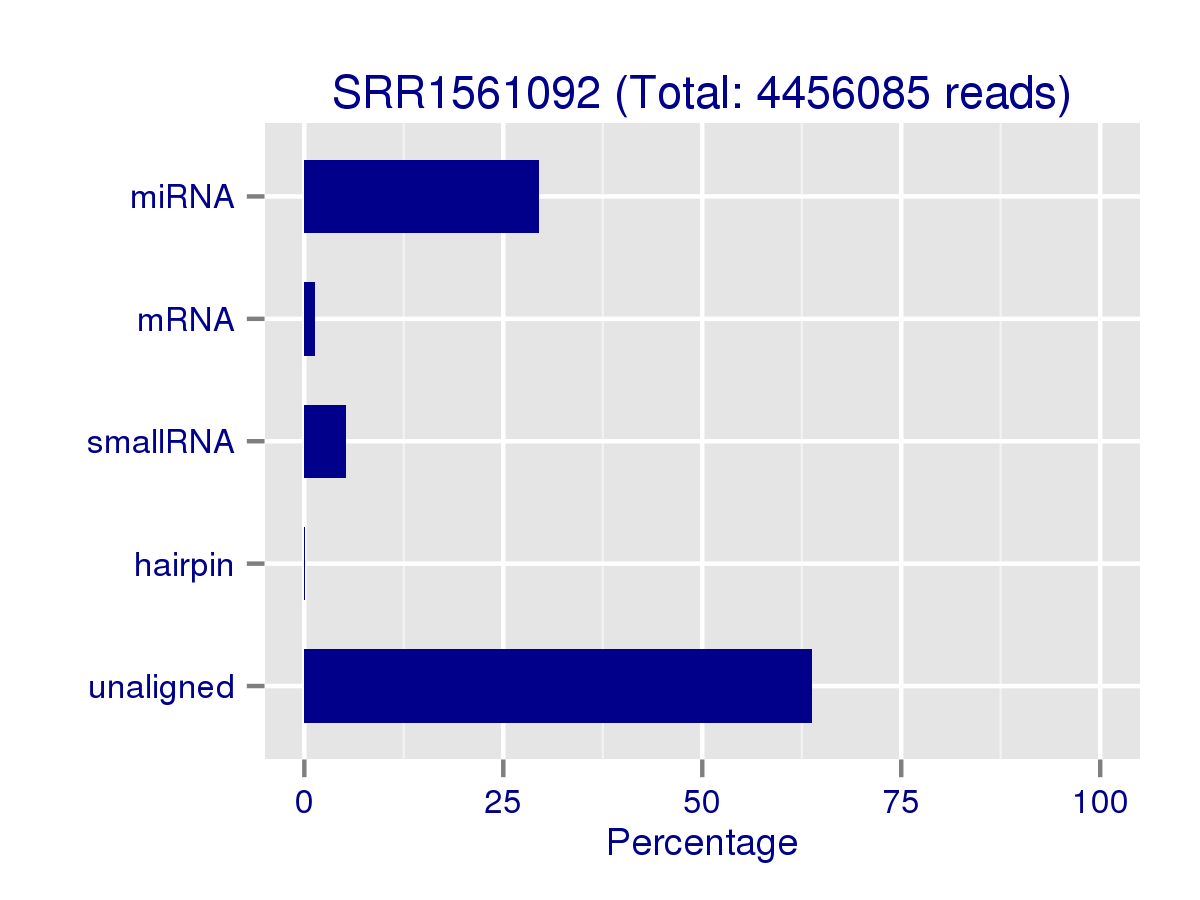 SRR1561092 (Total: 4456085 reads)
miRNA
mRNA
smallRNA
hairpin
unaligned
0 25 50 75 100
Percentage